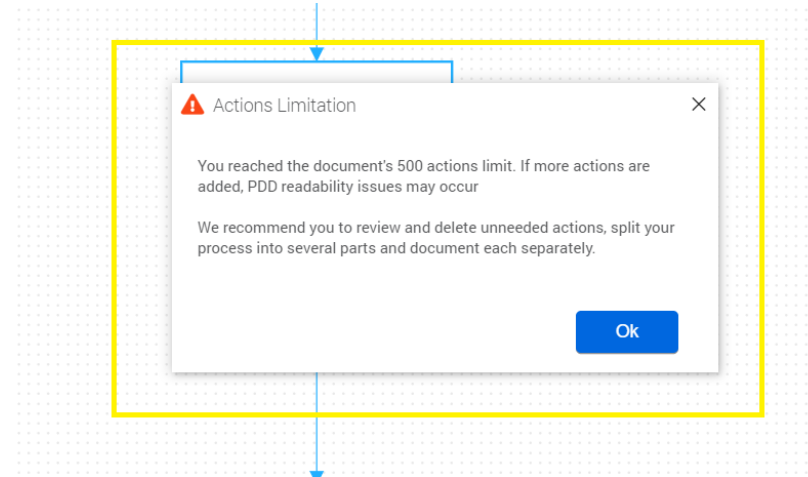 Actions Limitation
You reached the document's 500 actions limit. If more actions are
added, PDD readability issues may occur
We recommend you to review and delete unneeded actions, split your
process into several parts and document each separately.
Ok